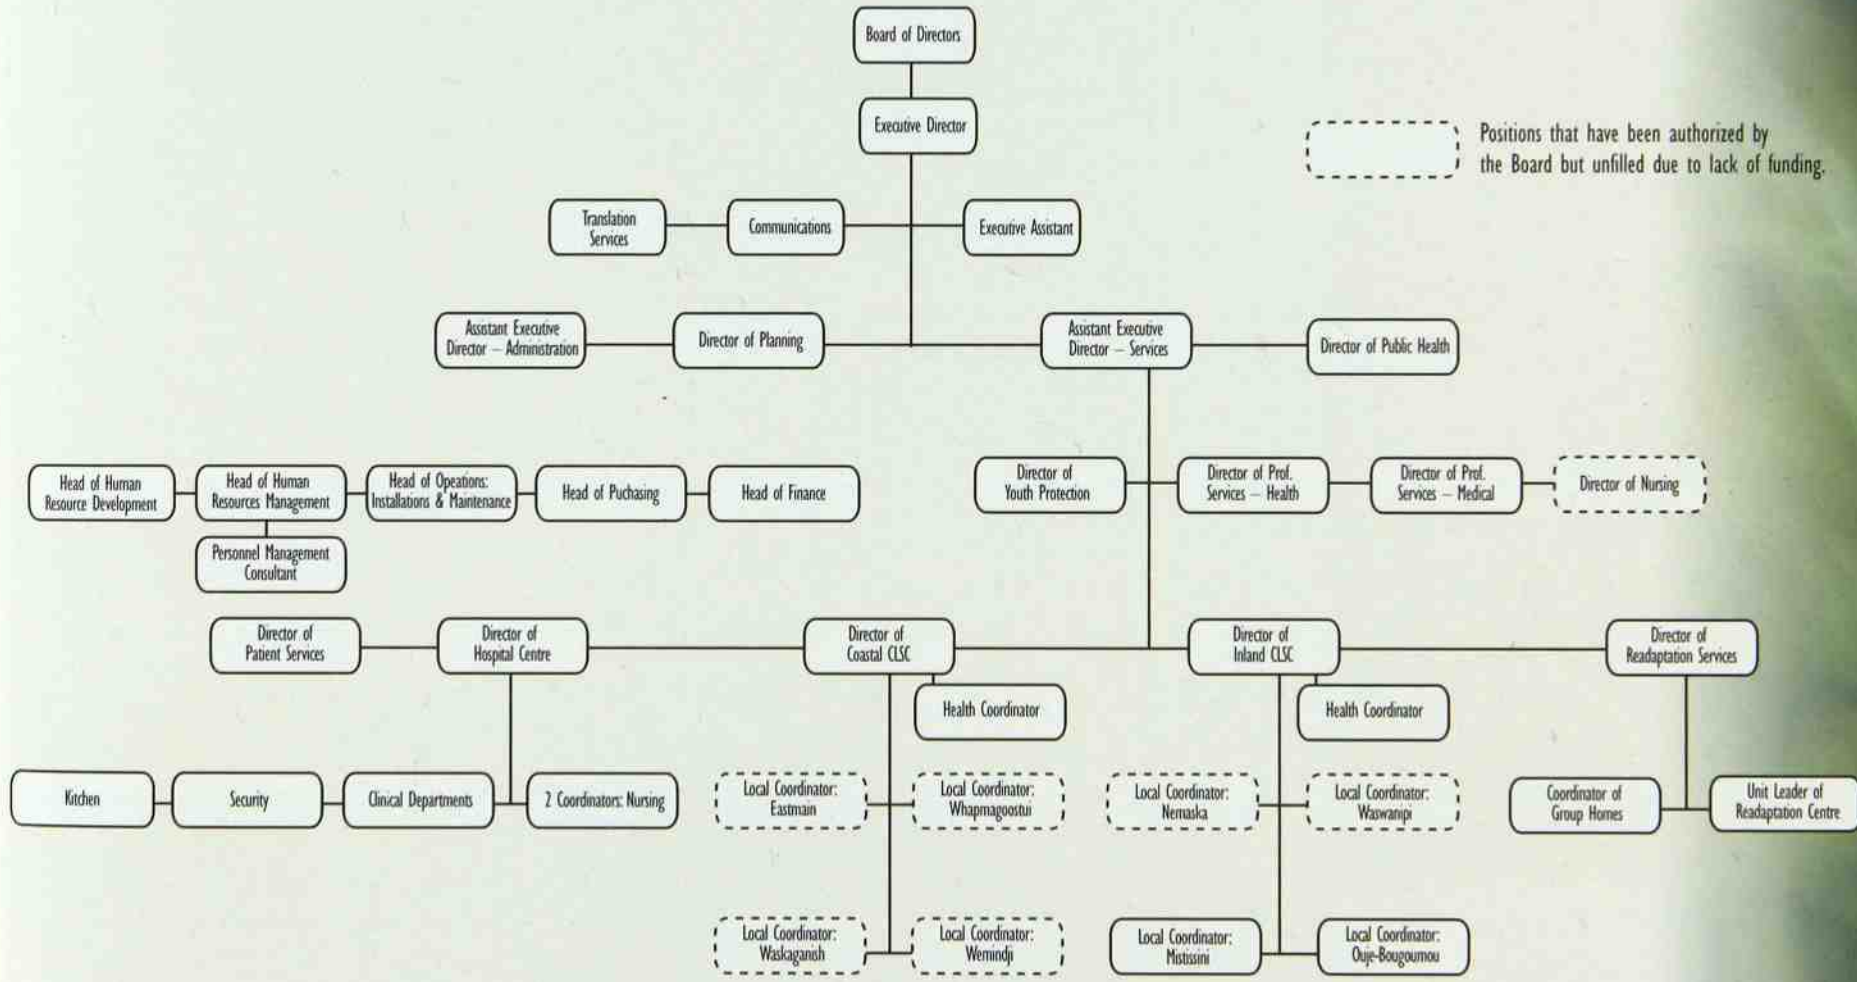 Board of Directors
Executive Director
Positions that have been authorized by
the Board but unfilled due to lack of funding.
Translation
Services
Communications
Executive Assistant
Assistant Executive
Director – Administration
Director of Planning
Assistant Executive
Director – Services
Director of Public Health
Head of Human
Resource Development
Head of Human
Resources Management
Head of Opeations:
Installations & Maintenance
Head of Puchasing
Head of Finance
Director of
Youth Protection
Director of Prof.
Services – Health
Director of Prof.
Services – Medical
Director of Nursing
Personnel Management
Consultant
Director of
Patient Services
Director of
Hospital Centre
Director of
Coastal CLSC
Director of
Inland CLSC
Director of
Readaptation Services
Health Coordinator
Health Coordinator
Kitchen
Security
Clinical Departments
2 Coordinators: Nursing
Local Coordinator:
Eastmain
Local Coordinator:
Whapmagoostui
Local Coordinator:
Nemaska
Local Coordinator:
Waswanipi
Coordinator of
Group Homes
Unit Leader of
Readaptation Centre
Local Coordinator:
Waskaganish
Local Coordinator:
Wemindji
Local Coordinator:
Mistissini
Local Coordinator:
Ouje-Bougoumou